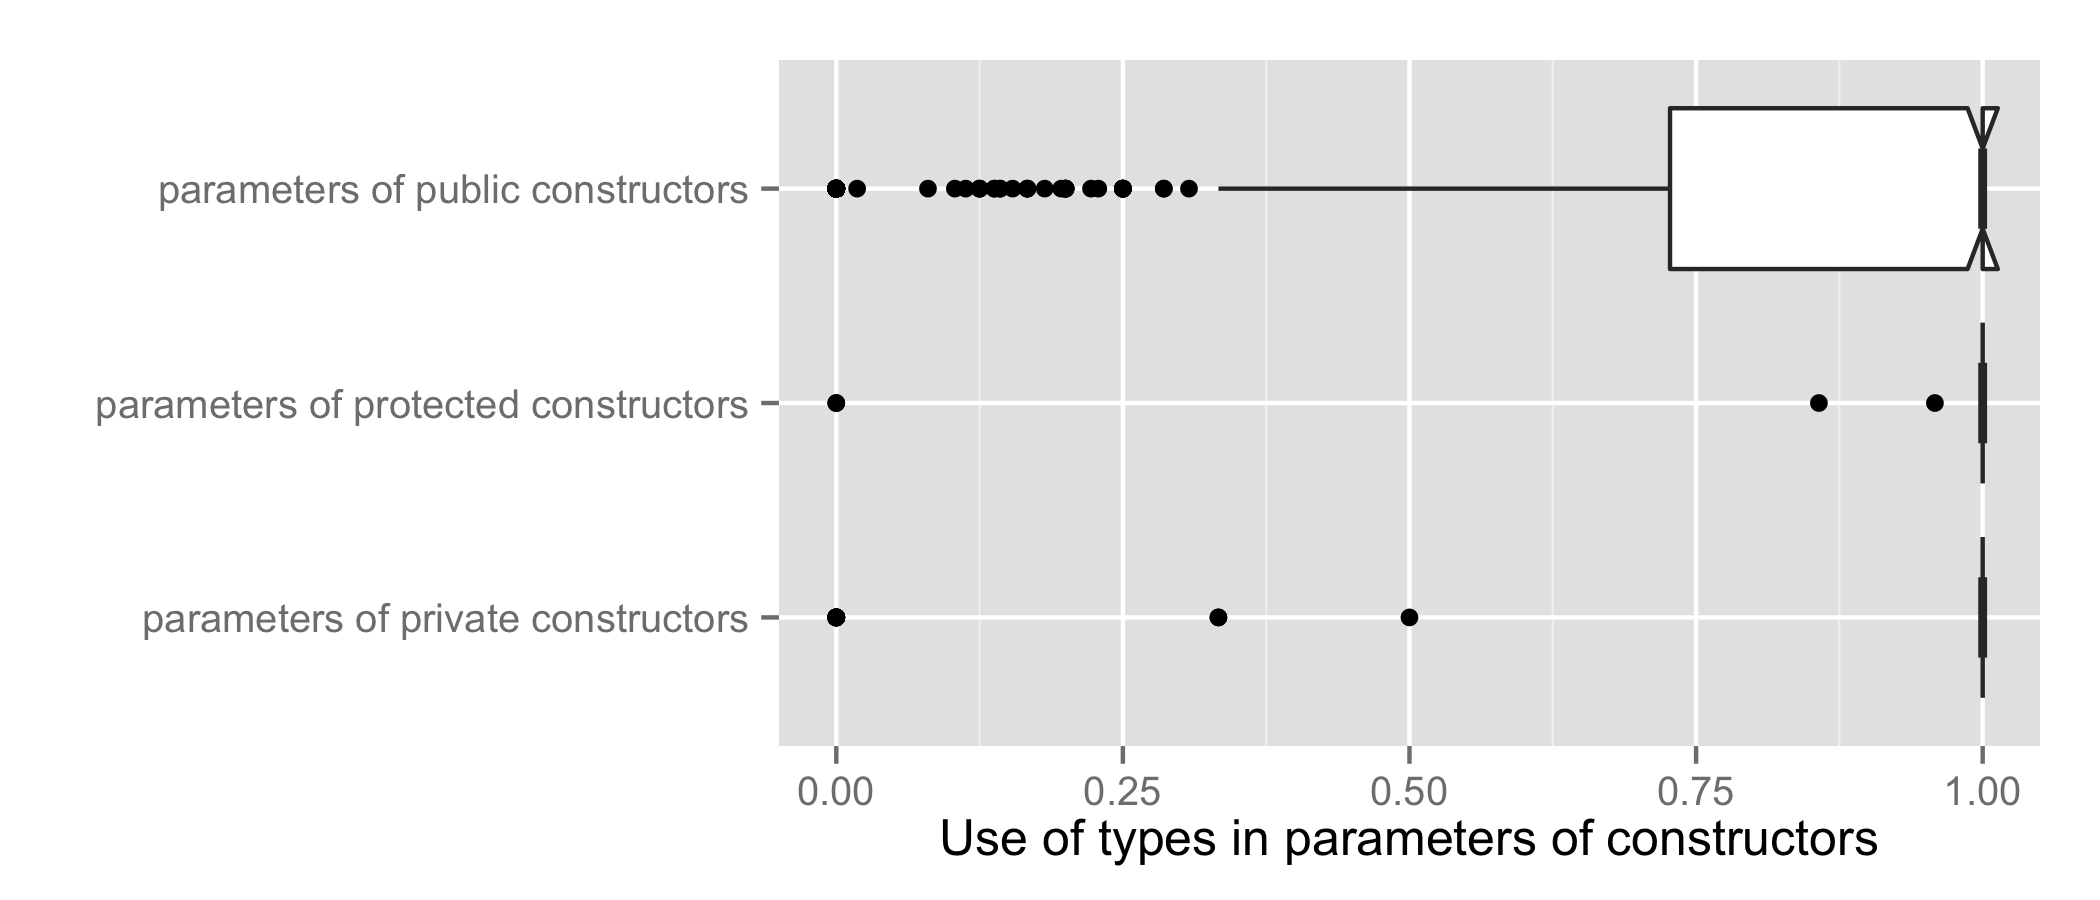 parameters of public constructors
parameters of protected constructors
parameters of private constructors
0.00 0.25 0.50 0.75 1.00
Use of types in parameters of constructors